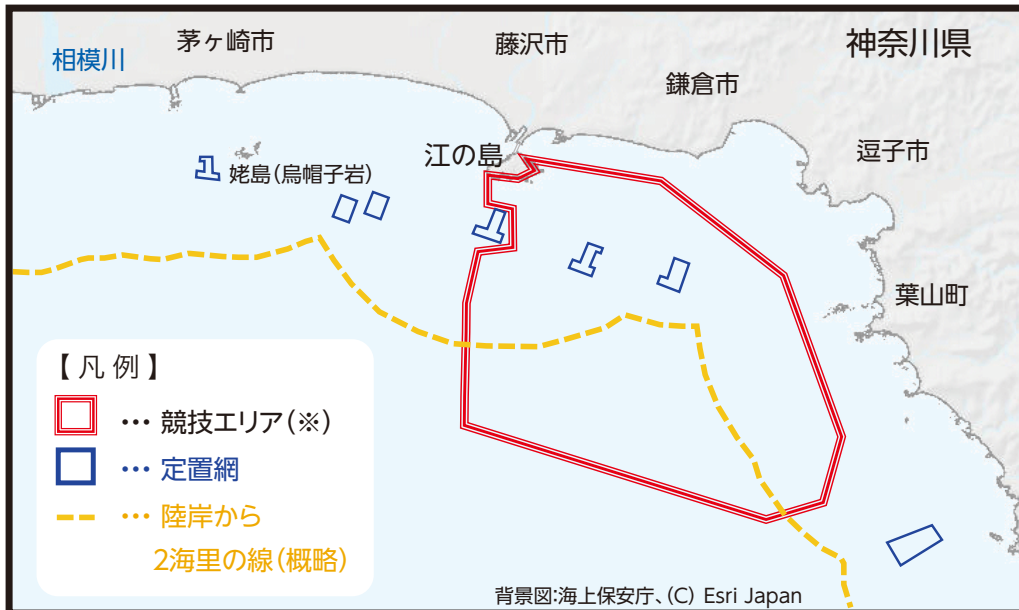 神奈川県
茅ヶ崎市
藤沢市
相模川
鎌倉市
江の島
逗子市
姥島(烏帽子岩)
葉山町
【凡例】
… 競技エリア(※)
… 定置網
… 陸岸から
2海里の線(概略)
背景図:海上保安庁、(C) Esri Japan